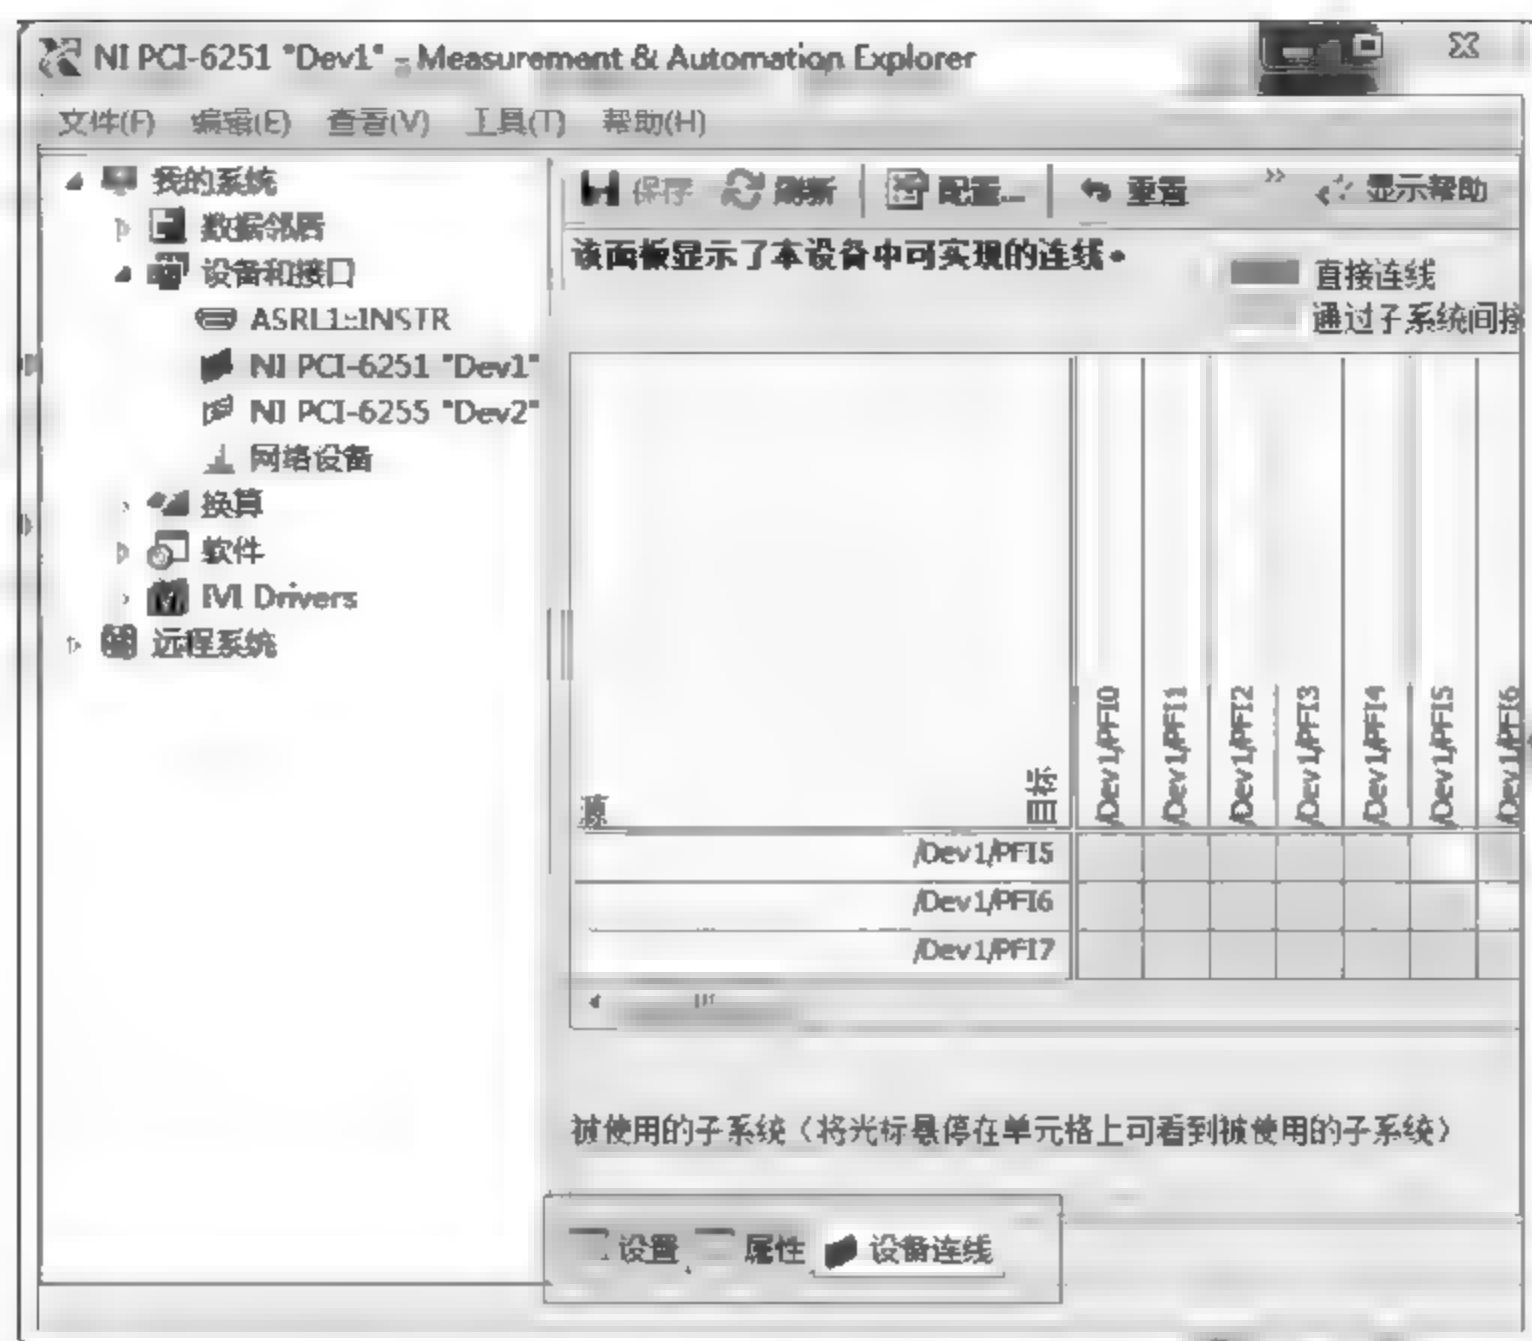 NI PCI-6251 "Dev1" - Measurement & Automation Explorer
文件(F) 编辑(E) 查看(V) 工具(T) 帮助(H)
我的系统
数据邻居
设备和接口
ASRL1::INSTR
NI PCI-6251 "Dev1"
NI PCI-6255 "Dev2"
网络设备
换算
软件
IVI Drivers
远程系统
保存 刷新 配置... 重置 » 显示帮助
该面板显示了本设备中可实现的连线。
直接连线
通过子系统间接
源
目标
/Dev1/PFI0
/Dev1/PFI1
/Dev1/PFI2
/Dev1/PFI3
/Dev1/PFI4
/Dev1/PFI5
/Dev1/PFI6
/Dev1/PFI5
/Dev1/PFI6
/Dev1/PFI7
被使用的子系统（将光标悬停在单元格上可看到被使用的子系统）
设置 属性 设备连线